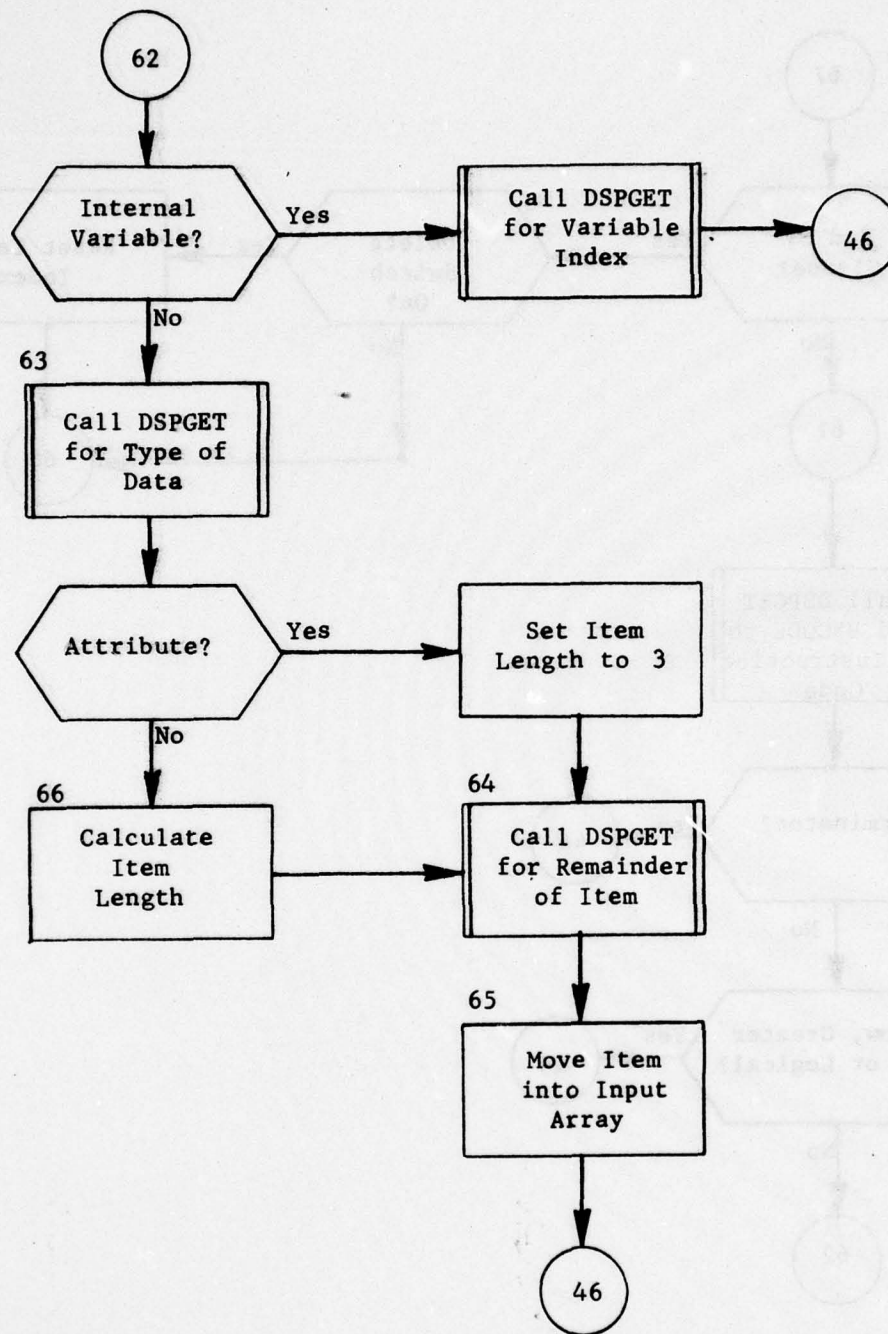 62
Internal
Variable?
Yes
Call DSPGET
for Variable
Index
46
No
63
Call DSPGET
for Type of
Data
Attribute?
Yes
Set Item
Length to 3
No
66
Calculate
Item
Length
64
Call DSPGET
for Remainder
of Item
65
Move Item
into Input
Array
46